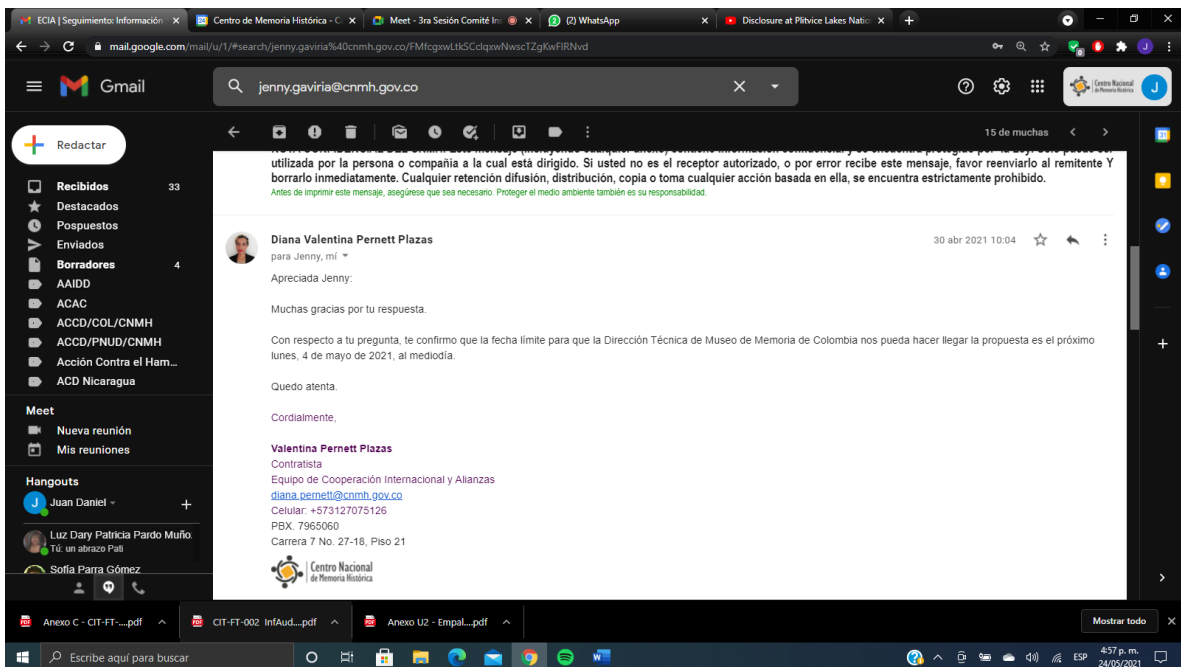 ECIA | Seguimiento: Información
Centro de Memoria Histórica - C
Meet - 3ra Sesión Comité Ins
(2) WhatsApp
Disclosure at Plitvice Lakes Natio
mail.google.com/mail/u/1/#search/jenny.gaviria%40cnmh.gov.co/FMfcgxwLtkSCclqxwNwscTZgKwFlRNvd
Gmail
jenny.gaviria@cnmh.gov.co
Centro Nacional
de Memoria Histórica
J
Redactar
15 de muchas
Recibidos 33
Destacados
Pospuestos
Enviados
Borradores 4
AAIDD
ACAC
ACCD/COL/CNMH
ACCD/PNUD/CNMH
Acción Contra el Ham...
ACD Nicaragua
Meet
Nueva reunión
Mis reuniones
Hangouts
J Juan Daniel
Luz Dary Patricia Pardo Muño
Tú: un abrazo Pati
Sofía Parra Gómez
utilizada por la persona o compañia a la cual está dirigido. Si usted no es el receptor autorizado, o por error recibe este mensaje, favor reenviarlo al remitente Y
borrarlo inmediatamente. Cualquier retención difusión, distribución, copia o toma cualquier acción basada en ella, se encuentra estrictamente prohibido.
Antes de imprimir este mensaje, asegúrese que sea necesario. Proteger el medio ambiente también es su responsabilidad.
Diana Valentina Pernett Plazas
30 abr 2021 10:04
para Jenny, mí
Apreciada Jenny:
Muchas gracias por tu respuesta.
Con respecto a tu pregunta, te confirmo que la fecha límite para que la Dirección Técnica de Museo de Memoria de Colombia nos pueda hacer llegar la propuesta es el próximo
lunes, 4 de mayo de 2021, al mediodía.
Quedo atenta.
Cordialmente,
Valentina Pernett Plazas
Contratista
Equipo de Cooperación Internacional y Alianzas
diana.pernett@cnmh.gov.co
Celular: +573127075126
PBX. 7965060
Carrera 7 No. 27-18, Piso 21
Centro Nacional
de Memoria Histórica
Anexo C - CIT-FT-....pdf
CIT-FT-002 InfAud....pdf
Anexo U2 - Empal....pdf
Mostrar todo
Escribe aquí para buscar
ESP
4:57 p. m.
24/05/2021